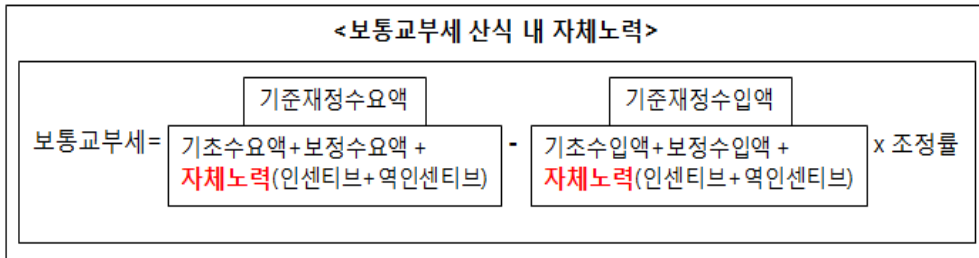 <보통교부세 산식 내 자체노력>
기준재정수요액
기준재정수입액
보통교부세=
기초수요액+보정수요액 +
자체노력(인센티브+역인센티브)
-
기초수입액+보정수입액 +
자체노력(인센티브+역인센티브)
x 조정률